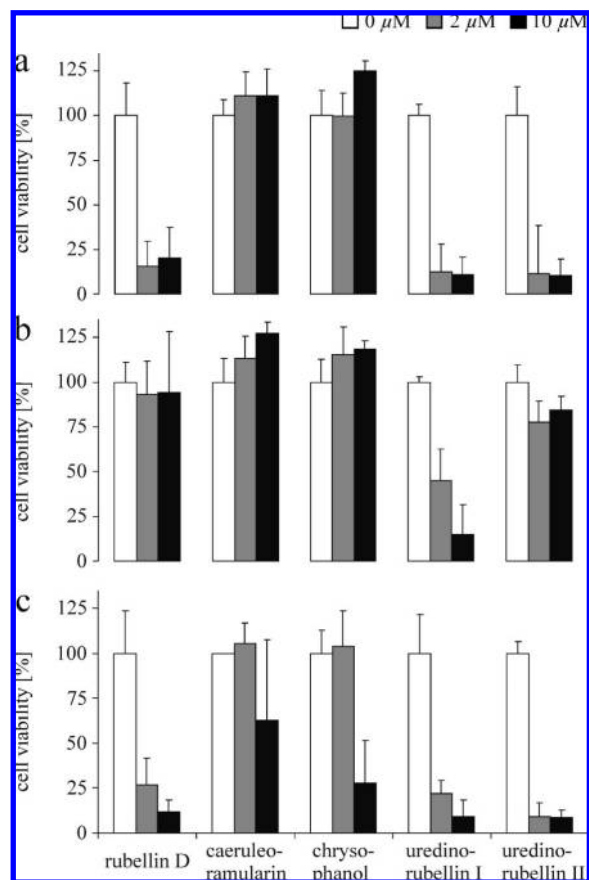 0 µM 2 µM 10 µM
a
cell viability [%]
125
100
75
50
25
0
b
cell viability [%]
125
100
75
50
25
0
c
cell viability [%]
125
100
75
50
25
0
rubellin D
caeruleo-
ramularin
chryso-
phanol
uredino-
rubellin I
uredino-
rubellin II